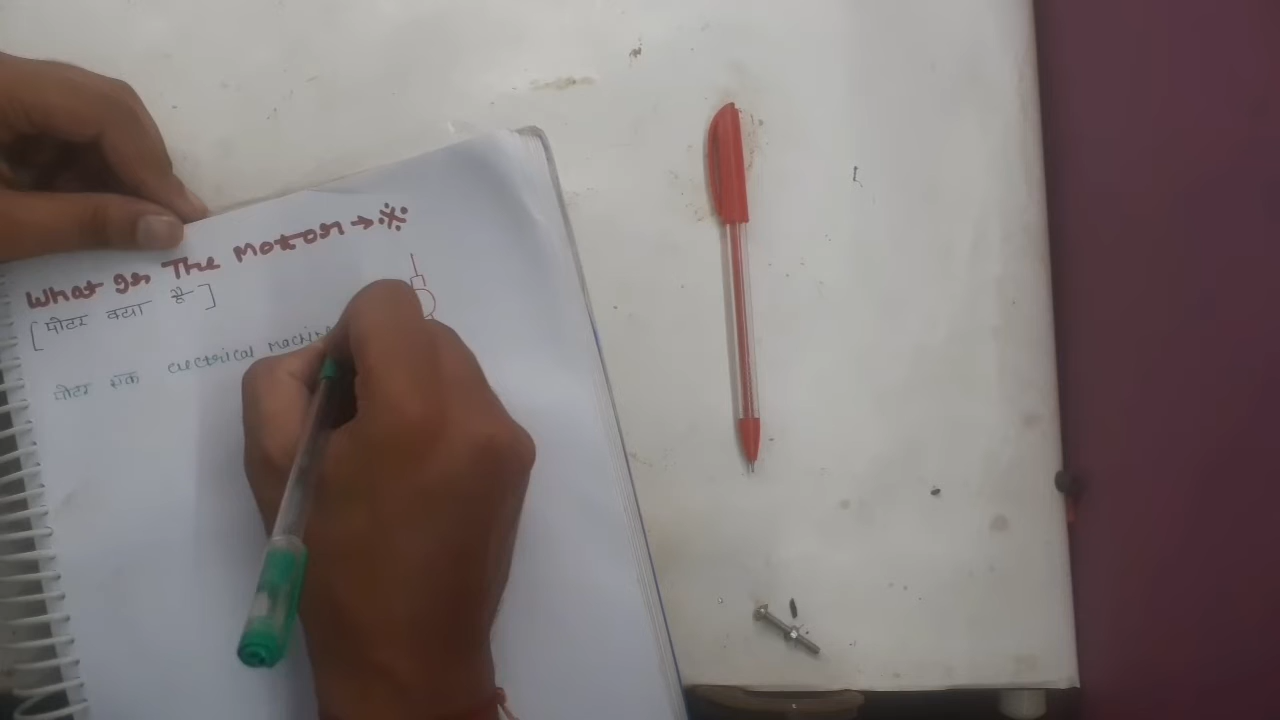 What Is The Motor → ※
[मोटर क्या है]
मोटर एक electrical machine